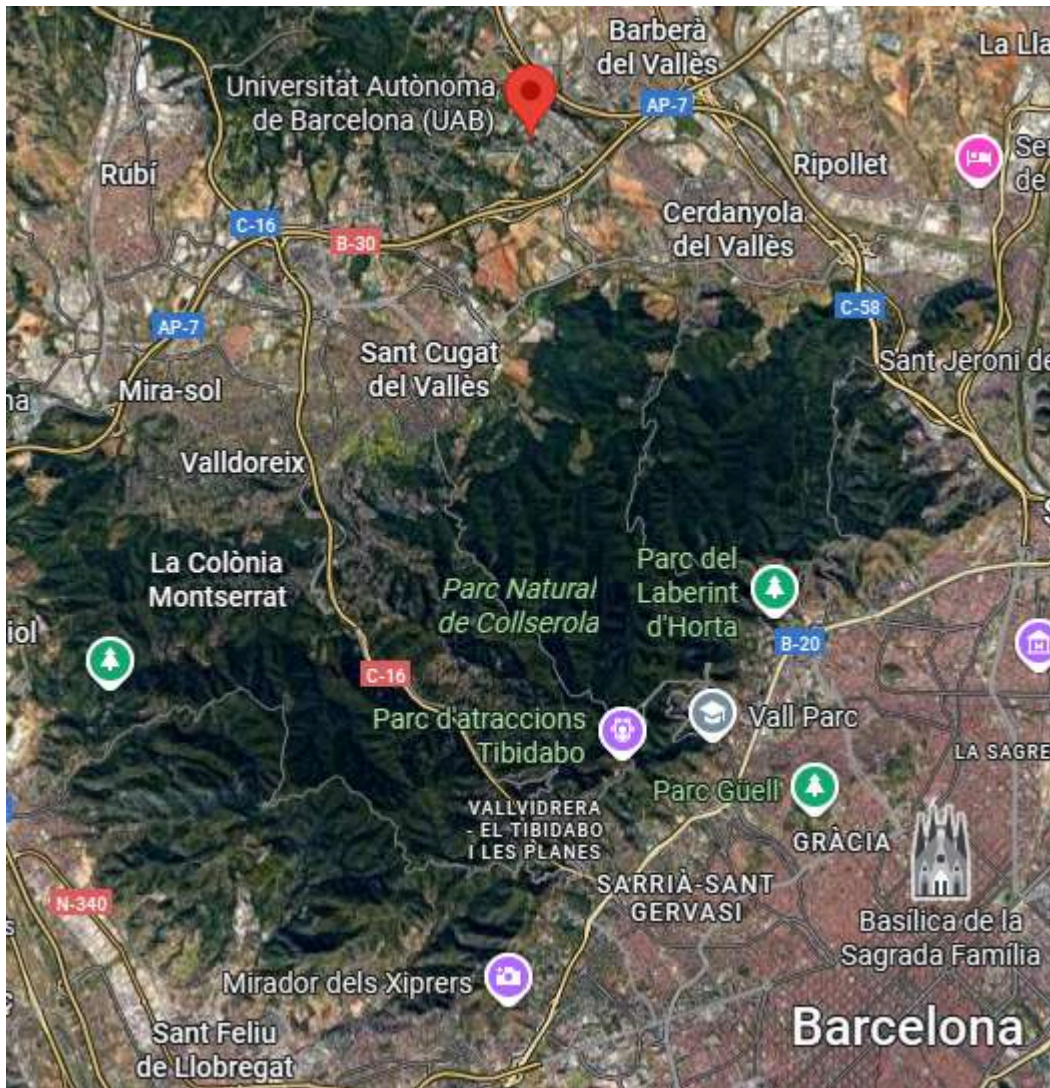 Barberà
del Vallès
La Lla
Universitat Autònoma
de Barcelona (UAB)
AP-7
Rubí
Ripollet
Ser
de
C-16
B-30
Cerdanyola
del Vallès
AP-7
C-58
Sant Cugat
del Vallès
Sant Jeroni de
Mira-sol
na
Valldoreix
S
La Colònia
Montserrat
Parc Natural
de Collserola
Parc del
Laberint
d'Horta
iol
B-20
C-16
Parc d'atraccions
Tibidabo
Vall Parc
LA SAGRE
Parc Güell
VALLVIDRERA
- EL TIBIDABO
I LES PLANES
GRÀCIA
SARRIÀ-SANT
GERVASI
N-340
Basílica de la
Sagrada Família
Mirador dels Xiprers
Barcelona
Sant Feliu
de Llobregat